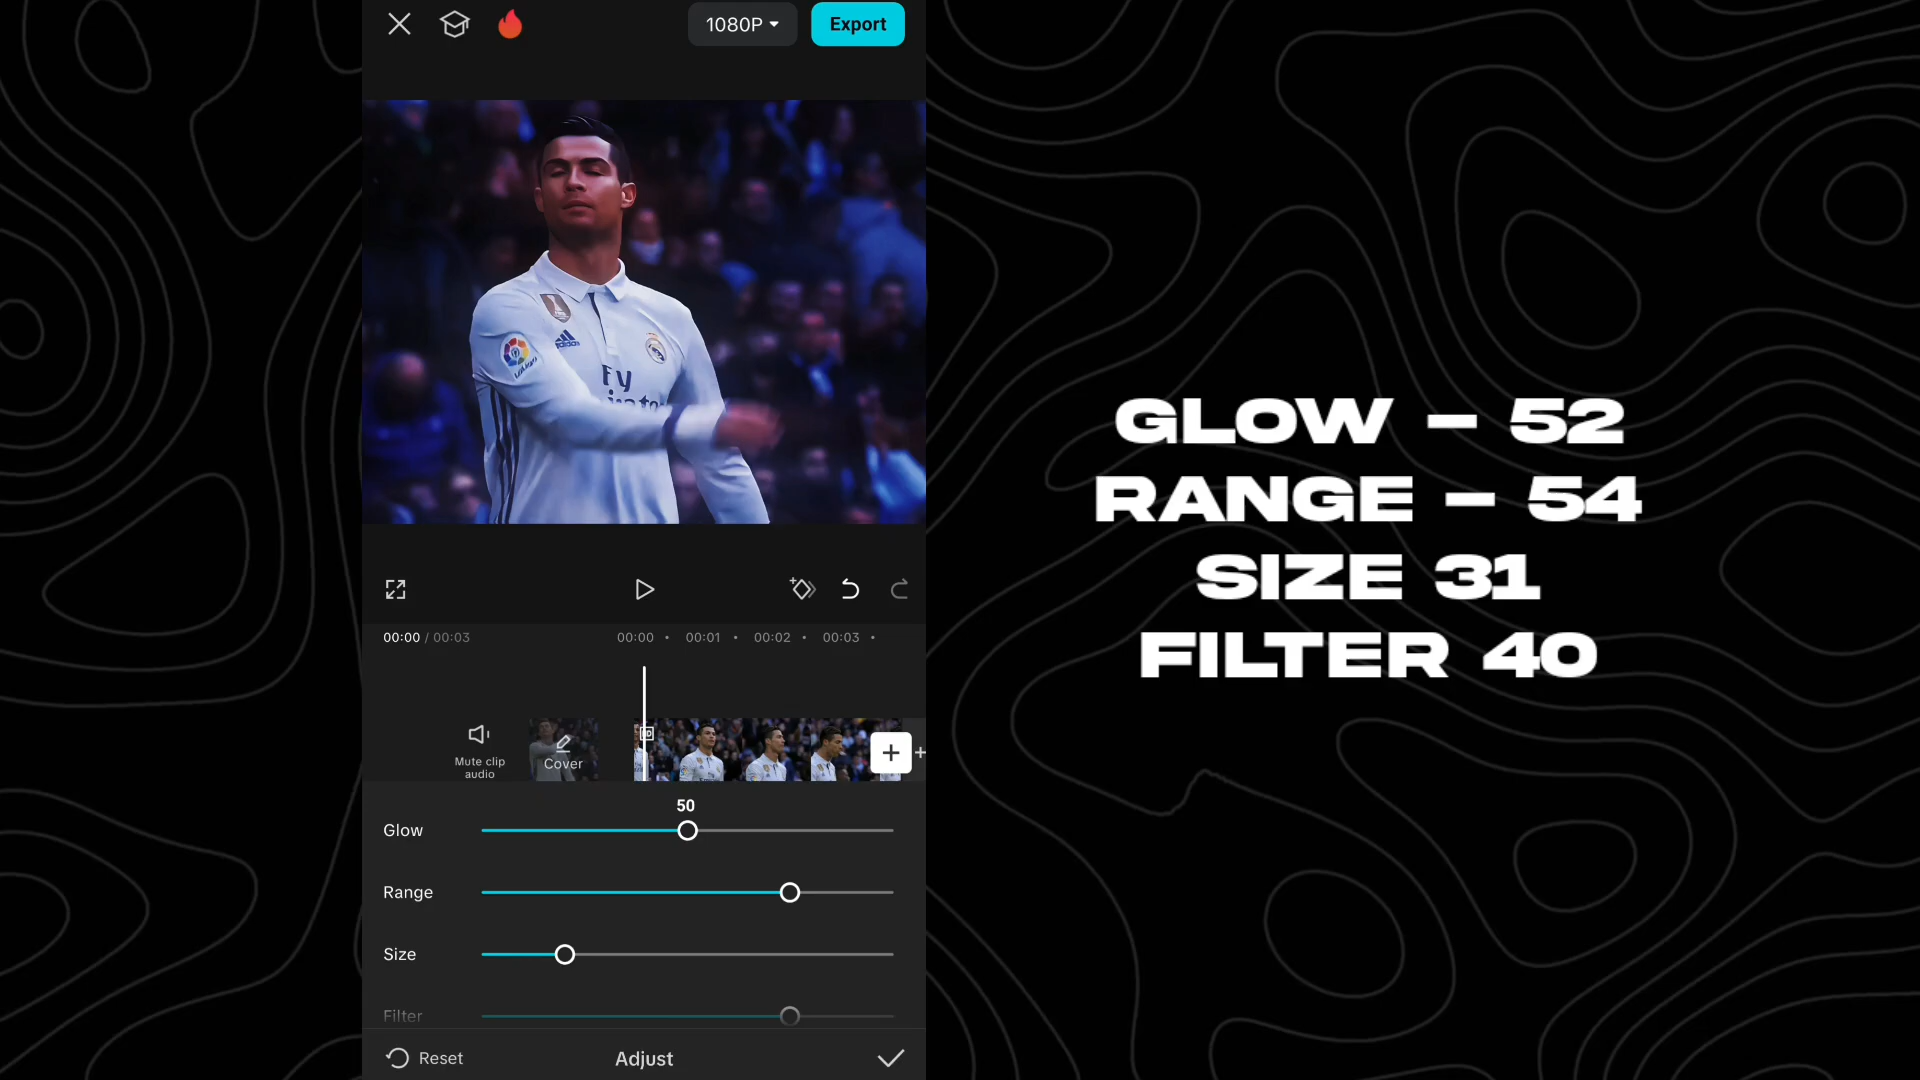 1080P
Export
Fly
00:00 / 00:03
00:00
00:01
00:02
00:03
Mute clip
audio
Cover
50
Glow
Range
Size
Filter
Reset
Adjust
GLOW - 52
RANGE - 54
SIZE 31
FILTER 40